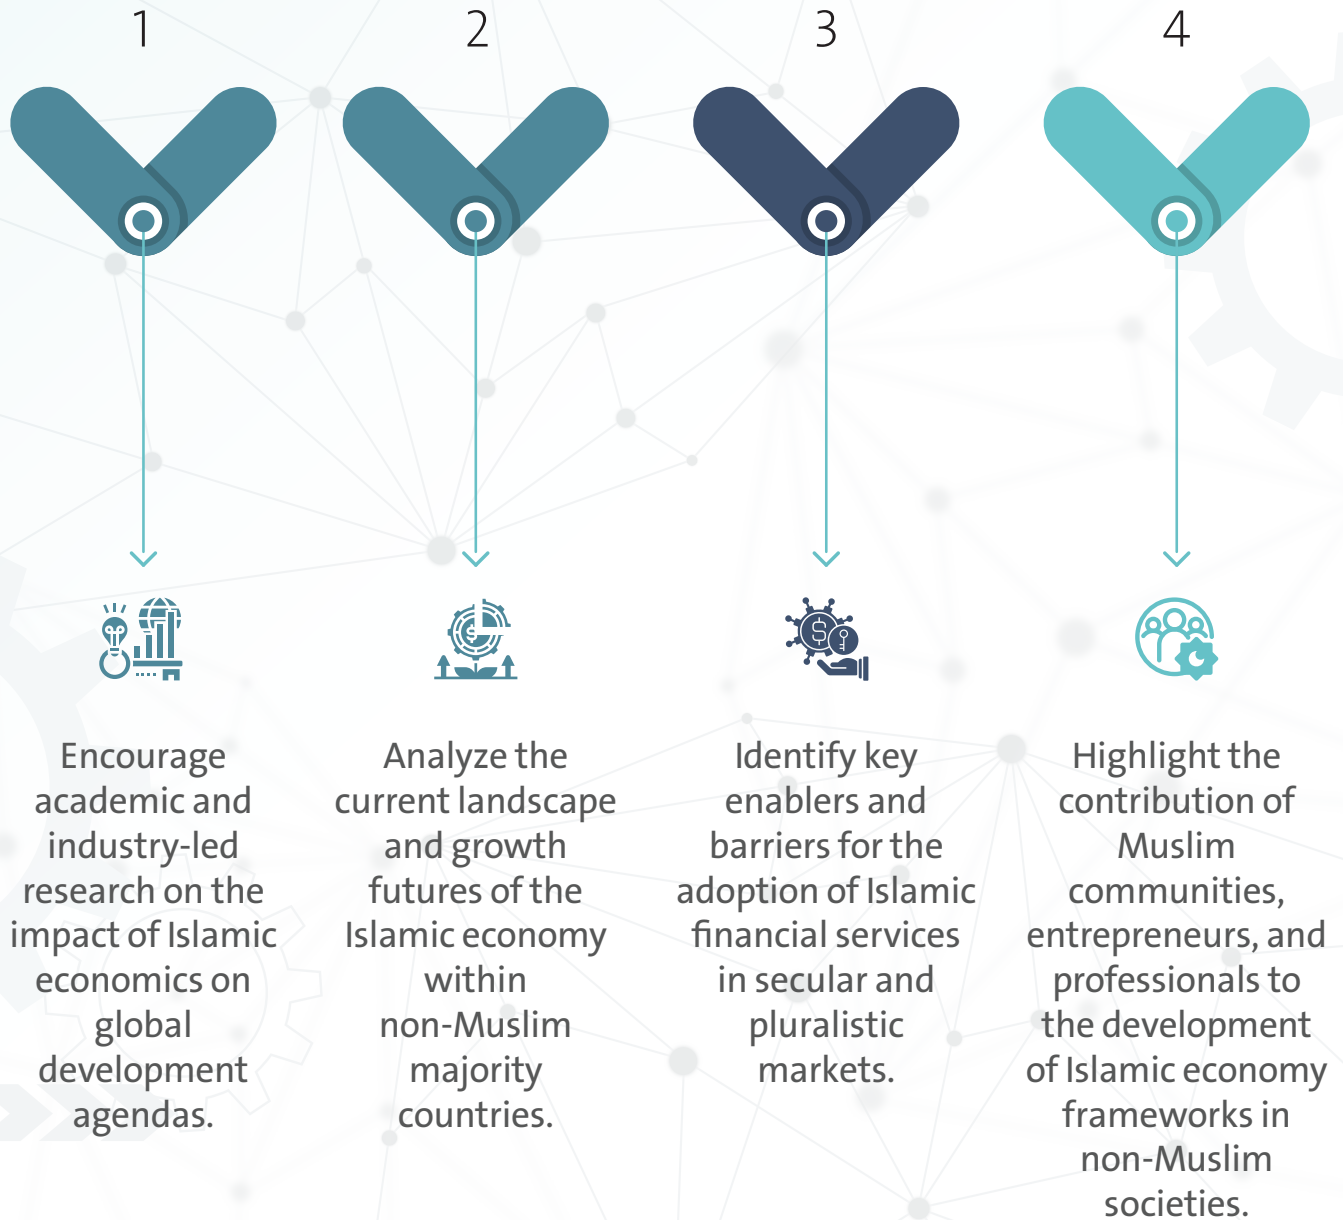 1
Encourage
academic and
industry-led
research on the
impact of Islamic
economics on
global
development
agendas.
2
Analyze the
current landscape
and growth
futures of the
Islamic economy
within
non-Muslim
majority
countries.
3
Identify key
enablers and
barriers for the
adoption of Islamic
financial services
in secular and
pluralistic
markets.
4
Highlight the
contribution of
Muslim
communities,
entrepreneurs, and
professionals to
the development
of Islamic economy
frameworks in
non-Muslim
societies.